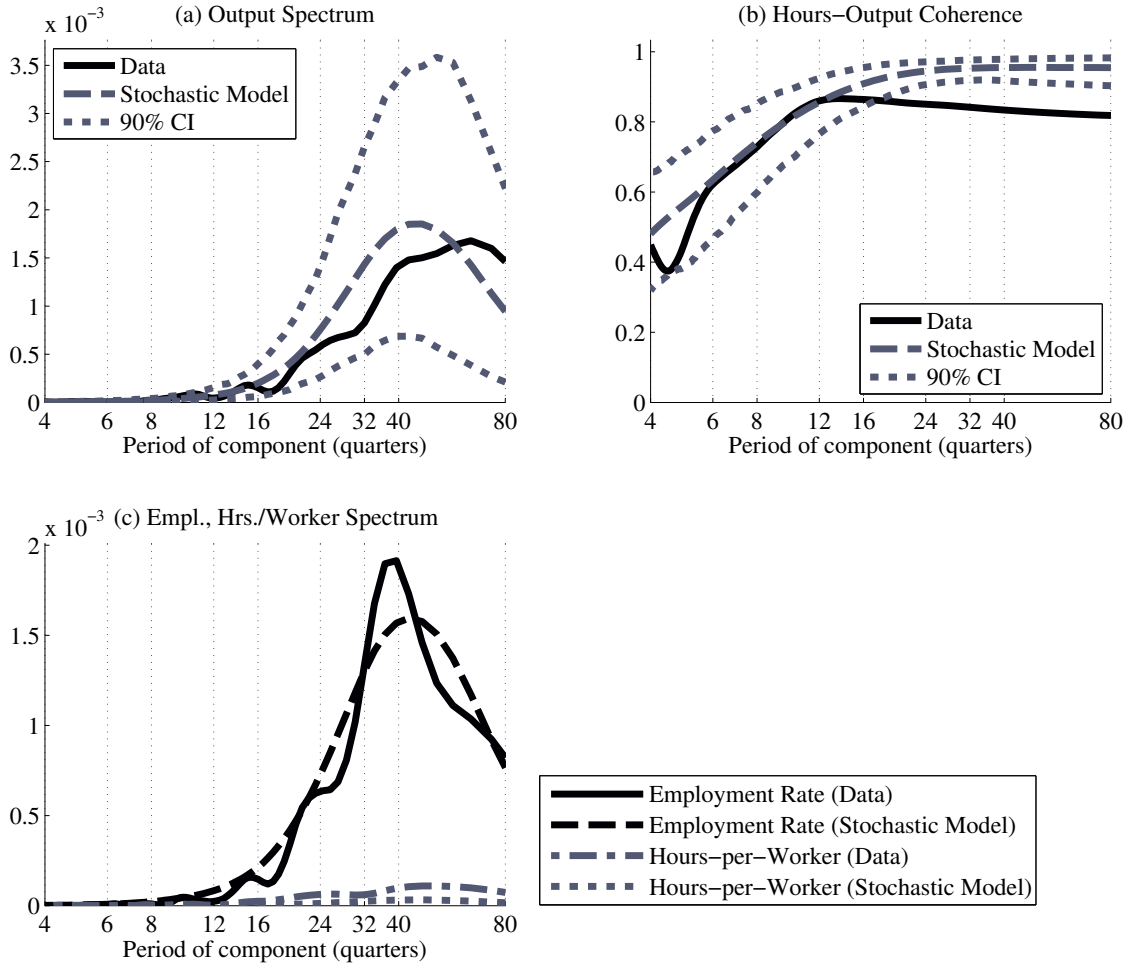 (a) Output Spectrum
x 10⁻³
3.5
3
2.5
2
1.5
1
0.5
0
4 6 8 12 16 24 32 40 80
Period of component (quarters)
Data
Stochastic Model
90% CI
(b) Hours−Output Coherence
1
0.8
0.6
0.4
0.2
0
4 6 8 12 16 24 32 40 80
Period of component (quarters)
Data
Stochastic Model
90% CI
x 10⁻³ (c) Empl., Hrs./Worker Spectrum
2
1.5
1
0.5
0
4 6 8 12 16 24 32 40 80
Period of component (quarters)
Employment Rate (Data)
Employment Rate (Stochastic Model)
Hours−per−Worker (Data)
Hours−per−Worker (Stochastic Model)